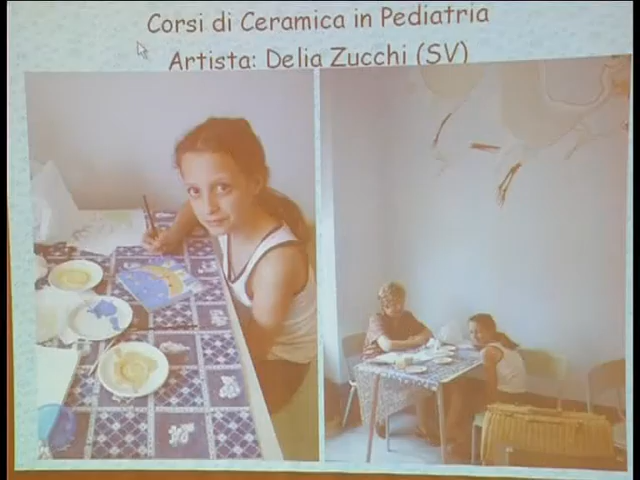 Corsi di Ceramica in Pediatria
Artista: Delia Zucchi (SV)